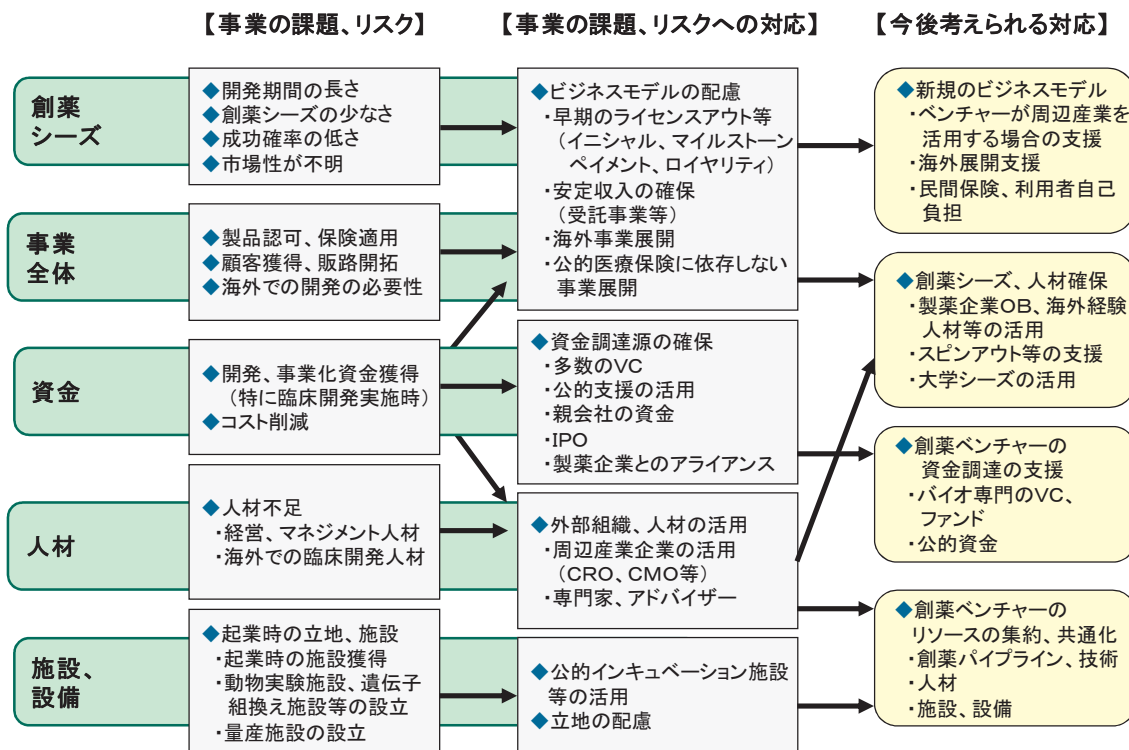 【事業の課題、リスク】
【事業の課題、リスクへの対応】
【今後考えられる対応】
創薬
シーズ
◆開発期間の長さ
◆創薬シーズの少なさ
◆成功確率の低さ
◆市場性が不明
事業
全体
◆製品認可、保険適用
◆顧客獲得、販路開拓
◆海外での開発の必要性
資金
◆開発、事業化資金獲得
（特に臨床開発実施時）
◆コスト削減
人材
◆人材不足
・経営、マネジメント人材
・海外での臨床開発人材
施設、
設備
◆起業時の立地、施設
・起業時の施設獲得
・動物実験施設、遺伝子
組換え施設等の設立
・量産施設の設立
◆ビジネスモデルの配慮
・早期のライセンスアウト等
（イニシャル、マイルストーン
ペイメント、ロイヤリティ）
・安定収入の確保
（受託事業等）
・海外事業展開
・公的医療保険に依存しない
事業展開
◆資金調達源の確保
・多数のVC
・公的支援の活用
・親会社の資金
・IPO
・製薬企業とのアライアンス
◆外部組織、人材の活用
・周辺産業企業の活用
（CRO、CMO等）
・専門家、アドバイザー
◆公的インキュベーション施設
等の活用
◆立地の配慮
◆新規のビジネスモデル
・ベンチャーが周辺産業を
活用する場合の支援
・海外展開支援
・民間保険、利用者自己
負担
◆創薬シーズ、人材確保
・製薬企業OB、海外経験
人材等の活用
・スピンアウト等の支援
・大学シーズの活用
◆創薬ベンチャーの
資金調達の支援
・バイオ専門のVC、
ファンド
・公的資金
◆創薬ベンチャーの
リソースの集約、共通化
・創薬パイプライン、技術
・人材
・施設、設備